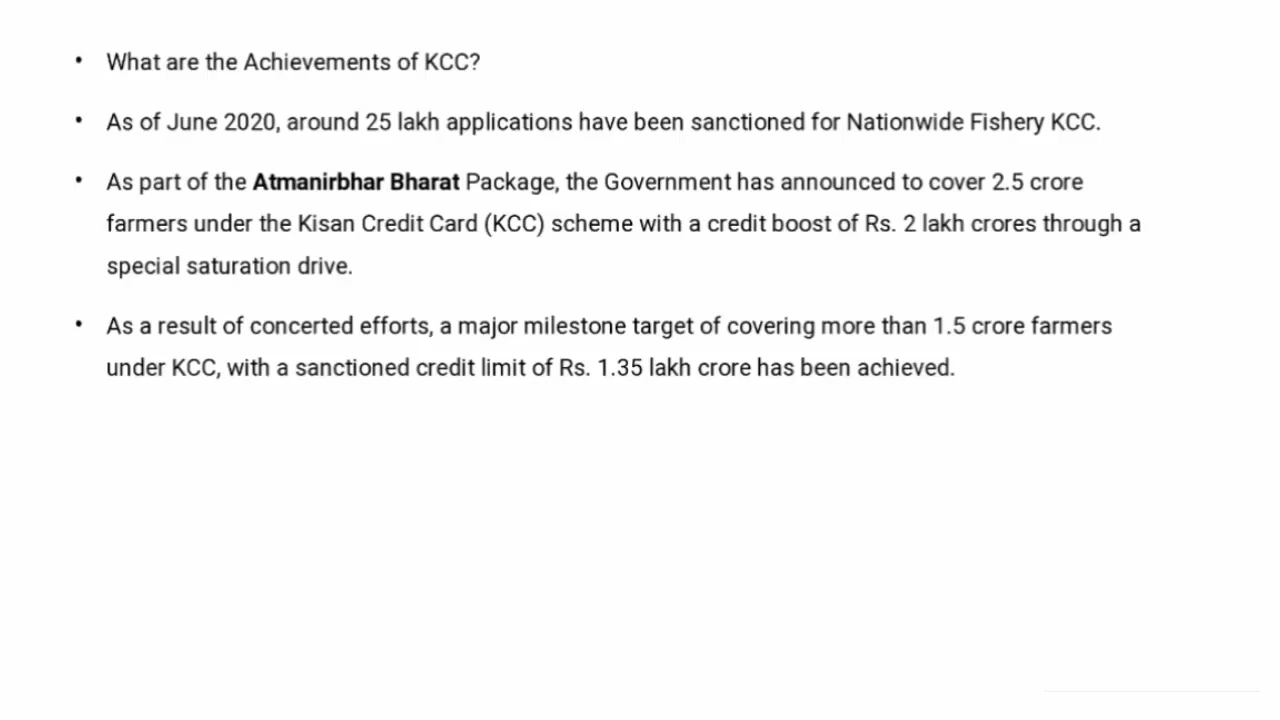 • What are the Achievements of KCC?
• As of June 2020, around 25 lakh applications have been sanctioned for Nationwide Fishery KCC.
• As part of the Atmanirbhar Bharat Package, the Government has announced to cover 2.5 crore
farmers under the Kisan Credit Card (KCC) scheme with a credit boost of Rs. 2 lakh crores through a
special saturation drive.
• As a result of concerted efforts, a major milestone target of covering more than 1.5 crore farmers
under KCC, with a sanctioned credit limit of Rs. 1.35 lakh crore has been achieved.